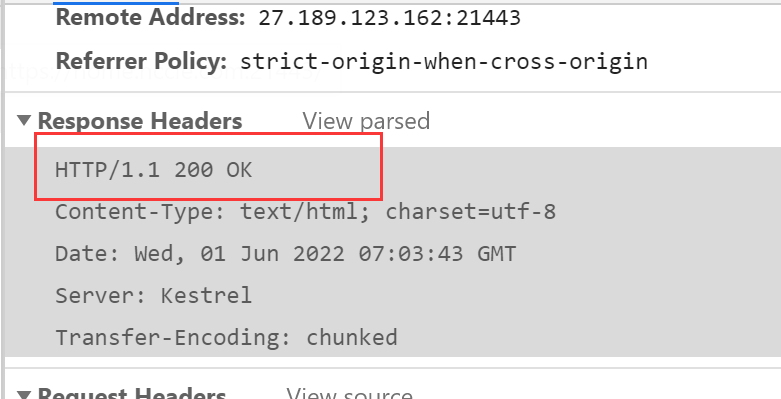 Remote Address: 27.189.123.162:21443
Referrer Policy: strict-origin-when-cross-origin
▼ Response Headers View parsed
HTTP/1.1 200 OK
Content-Type: text/html; charset=utf-8
Date: Wed, 01 Jun 2022 07:03:43 GMT
Server: Kestrel
Transfer-Encoding: chunked
▼ Request Headers View source